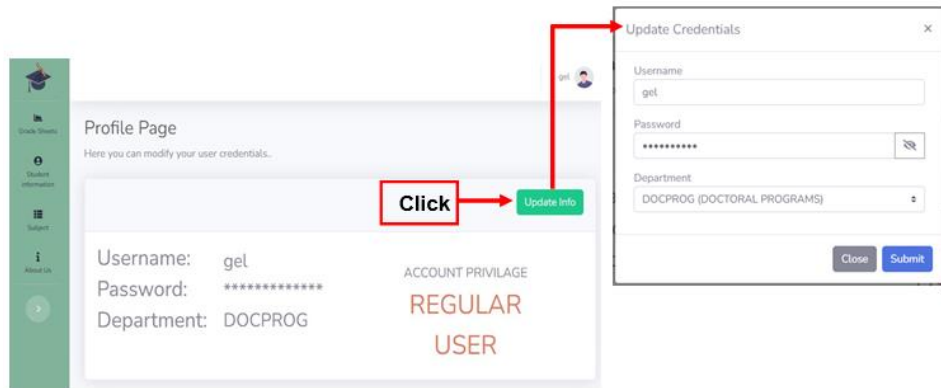 Update Credentials ×
Username
gel
Password
**********
Department
DOCPROG (DOCTORAL PROGRAMS)
Close Submit
gel
Grade Sheets
Student
information
Subject
About Us
Profile Page
Here you can modify your user credentials..
Click
Update Info
Username: gel
Password: *************
Department: DOCPROG
ACCOUNT PRIVILAGE
REGULAR
USER